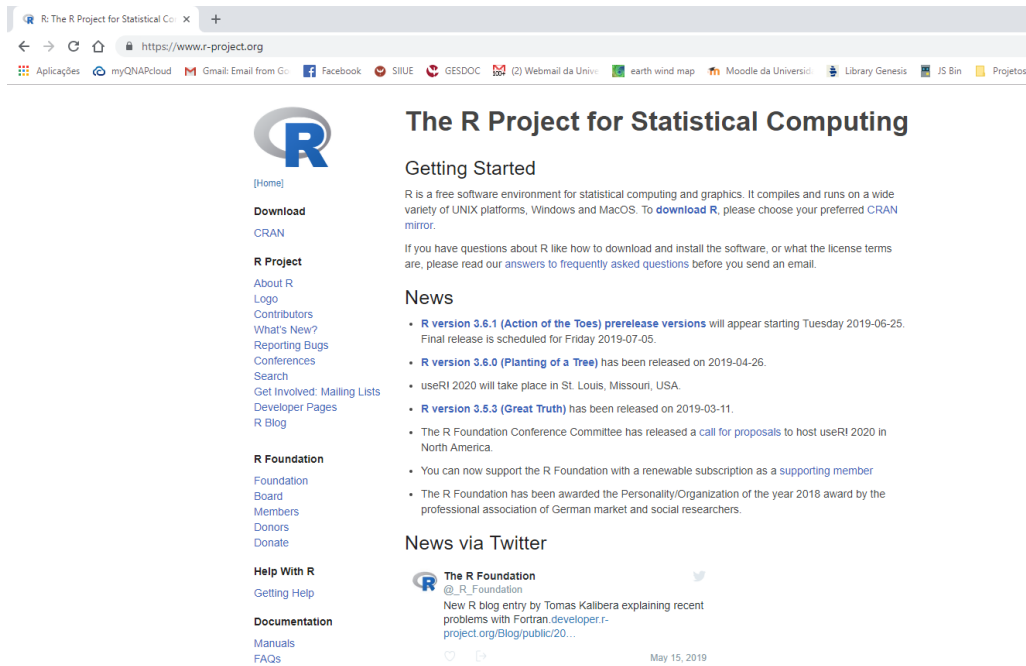 R: The R Project for Statistical Co
https://www.r-project.org
Aplicações myQNAPcloud Gmail: Email from Go Facebook SIIUE GESDOC (2) Webmail da Unive earth wind map Moodle da Universid Library Genesis JS Bin Projetos
R
[Home]
Download
CRAN
R Project
About R
Logo
Contributors
What's New?
Reporting Bugs
Conferences
Search
Get Involved: Mailing Lists
Developer Pages
R Blog
R Foundation
Foundation
Board
Members
Donors
Donate
Help With R
Getting Help
Documentation
Manuals
FAQs
The R Project for Statistical Computing
Getting Started
R is a free software environment for statistical computing and graphics. It compiles and runs on a wide
variety of UNIX platforms, Windows and MacOS. To download R, please choose your preferred CRAN
mirror.
If you have questions about R like how to download and install the software, or what the license terms
are, please read our answers to frequently asked questions before you send an email.
News
• R version 3.6.1 (Action of the Toes) prerelease versions will appear starting Tuesday 2019-06-25.
Final release is scheduled for Friday 2019-07-05.
• R version 3.6.0 (Planting of a Tree) has been released on 2019-04-26.
• useR! 2020 will take place in St. Louis, Missouri, USA.
• R version 3.5.3 (Great Truth) has been released on 2019-03-11.
• The R Foundation Conference Committee has released a call for proposals to host useR! 2020 in
North America.
• You can now support the R Foundation with a renewable subscription as a supporting member
• The R Foundation has been awarded the Personality/Organization of the year 2018 award by the
professional association of German market and social researchers.
News via Twitter
The R Foundation
@_R_Foundation
New R blog entry by Tomas Kalibera explaining recent
problems with Fortran.developer.r-
project.org/Blog/public/20…
May 15, 2019